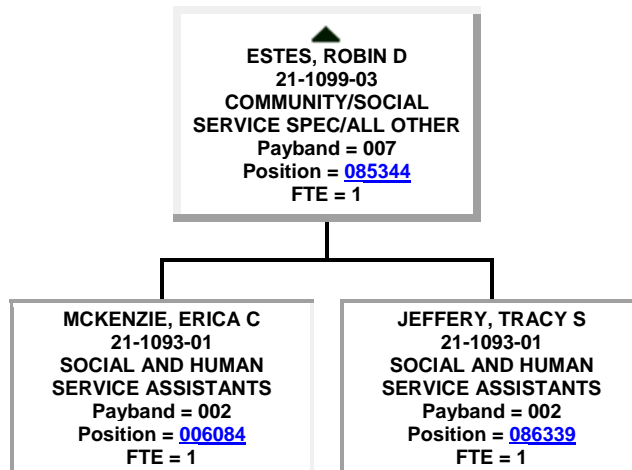 ESTES, ROBIN D
21-1099-03
COMMUNITY/SOCIAL
SERVICE SPEC/ALL OTHER
Payband = 007
Position = 085344
FTE = 1
MCKENZIE, ERICA C
21-1093-01
SOCIAL AND HUMAN
SERVICE ASSISTANTS
Payband = 002
Position = 006084
FTE = 1
JEFFERY, TRACY S
21-1093-01
SOCIAL AND HUMAN
SERVICE ASSISTANTS
Payband = 002
Position = 086339
FTE = 1